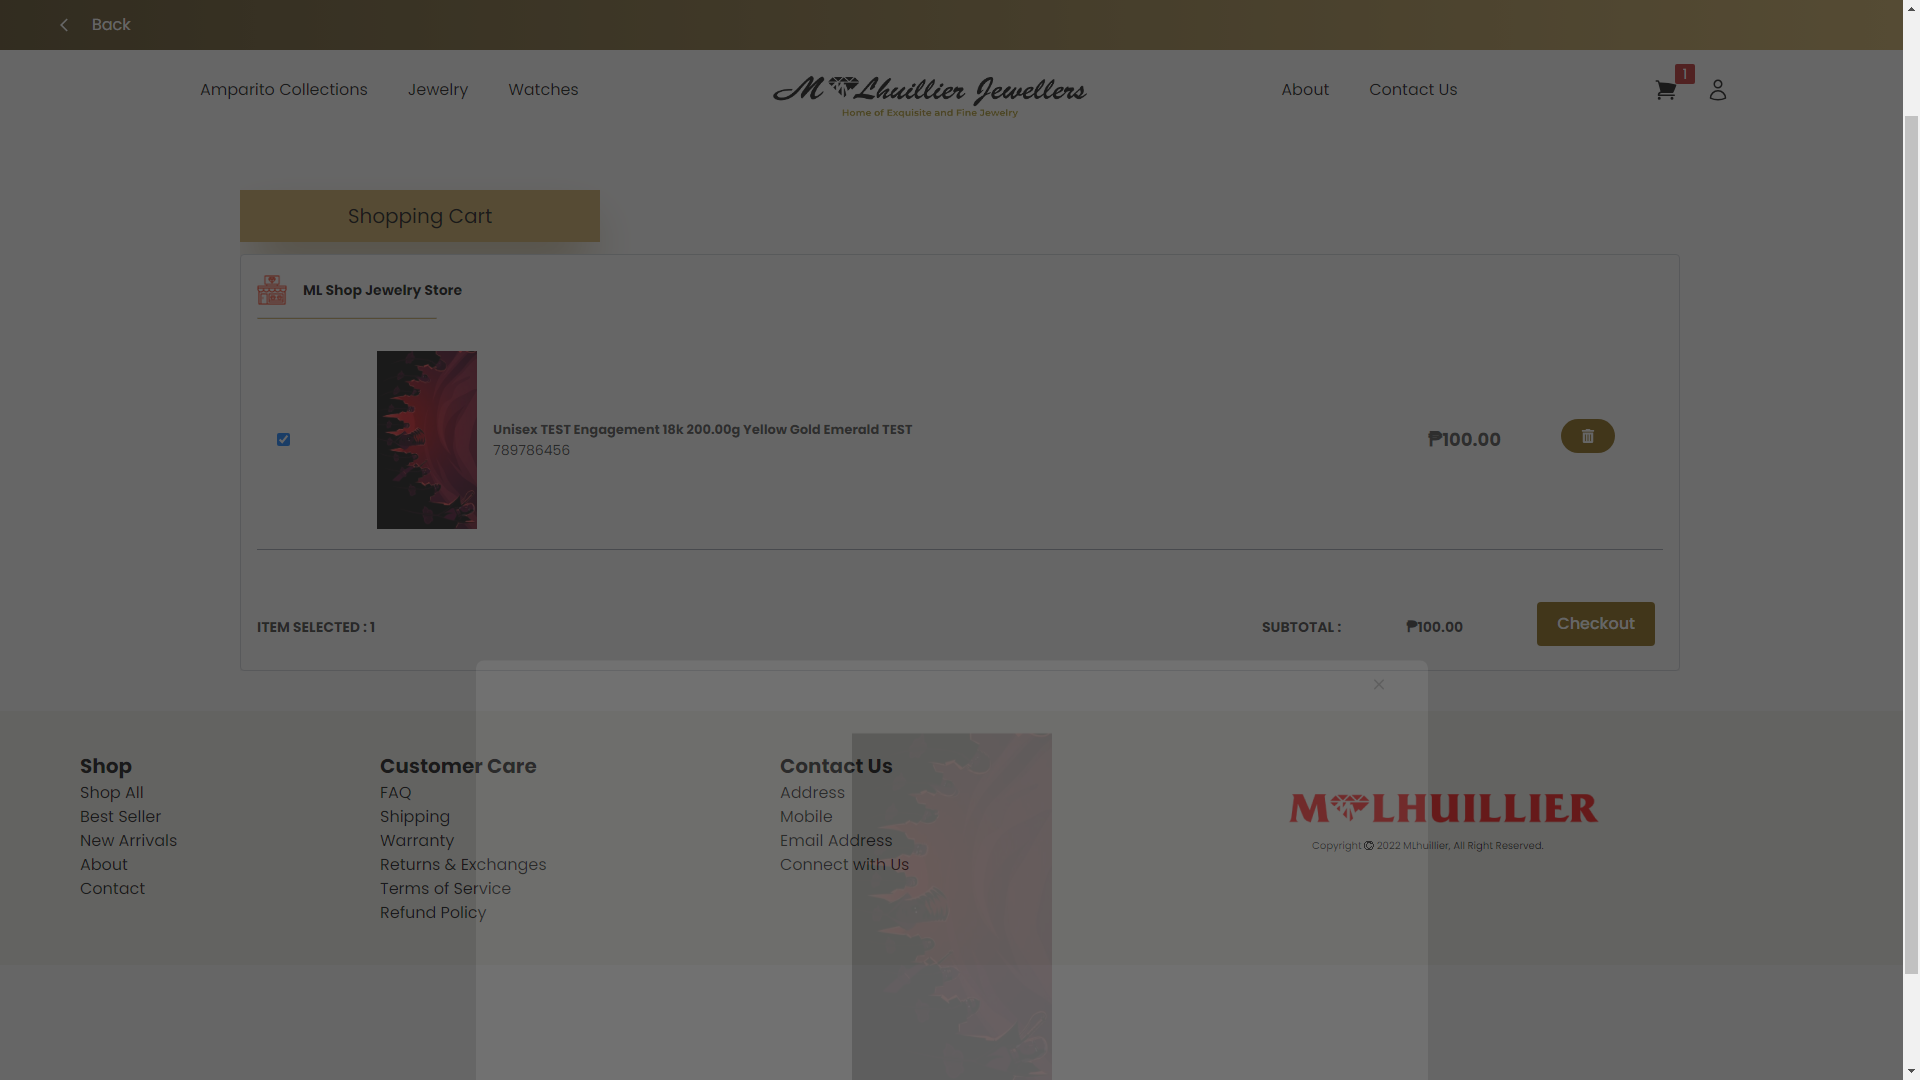 Back
Amparito Collections
Jewelry
Watches
M Lhuillier Jewellers
Home of Exquisite and Fine Jewelry
About
Contact Us
1
Shopping Cart
ML Shop Jewelry Store
Unisex TEST Engagement 18k 200.00g Yellow Gold Emerald TEST
789786456
₱100.00
ITEM SELECTED : 1
SUBTOTAL :
₱100.00
Checkout
Shop
Shop All
Best Seller
New Arrivals
About
Contact
Customer Care
FAQ
Shipping
Warranty
Returns & Exchanges
Terms of Service
Refund Policy
Contact Us
Address
Mobile
Email Address
Connect with Us
M LHUILLIER
Copyright © 2022 MLhuillier, All Right Reserved.